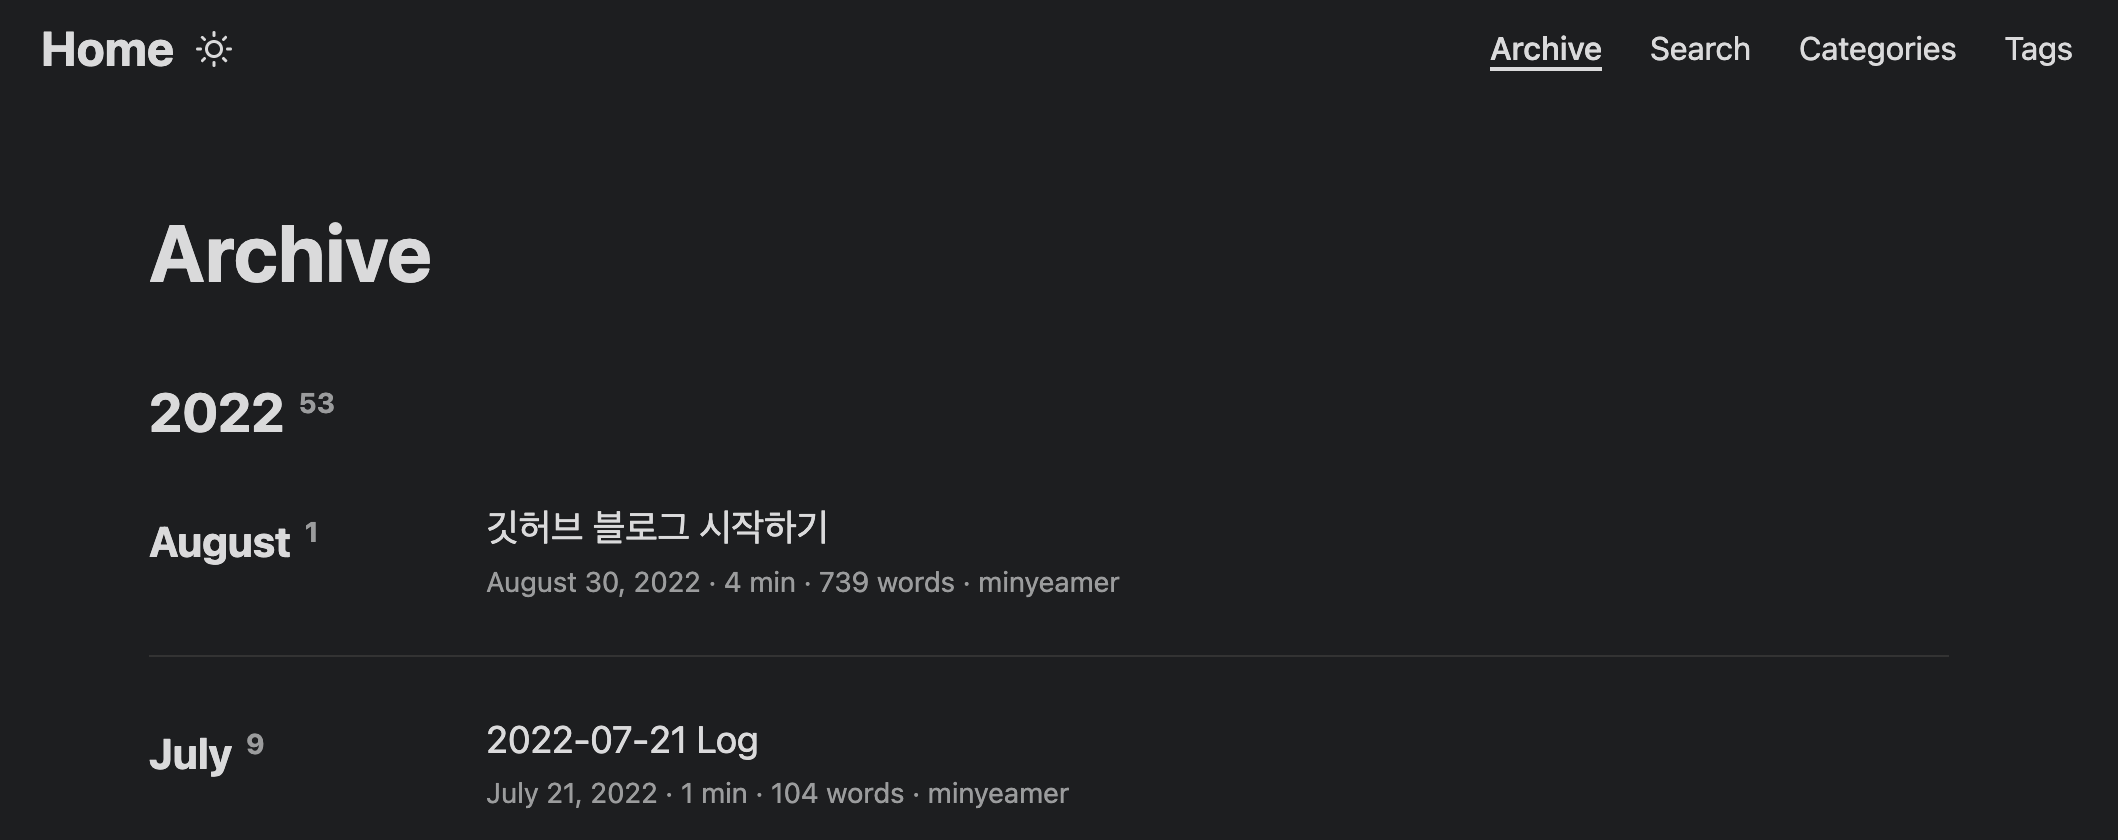 Home Archive Search Categories Tags
Archive
2022 53
August 1
깃허브 블로그 시작하기
August 30, 2022 · 4 min · 739 words · minyeamer
July 9
2022-07-21 Log
July 21, 2022 · 1 min · 104 words · minyeamer